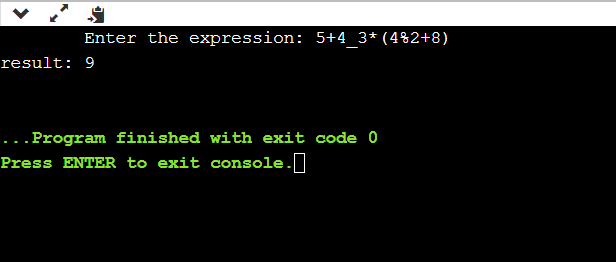 Enter the expression: 5+4_3*(4%2+8)
result: 9
...Program finished with exit code 0
Press ENTER to exit console.